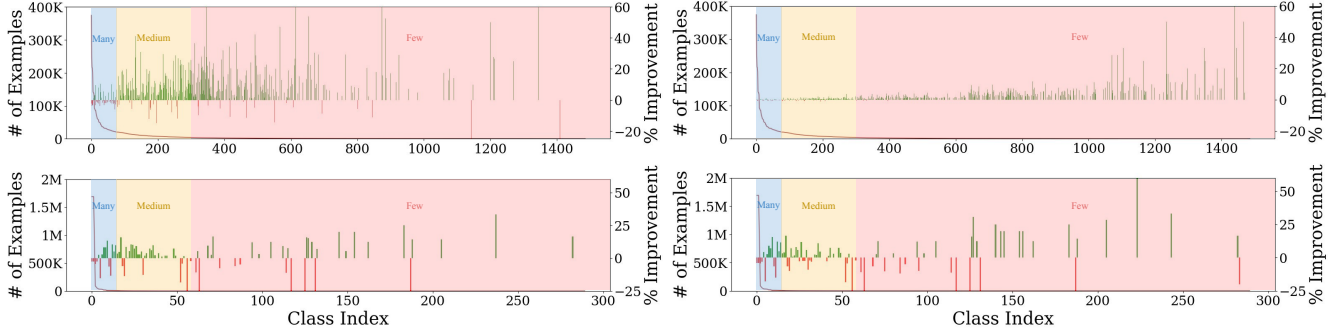 400K
300K
200K
100K
0
# of Examples
Many
Medium
60
40
20
0
−20
% Improvement
0
200
400
600
800
1000
1200
1400
400K
300K
200K
100K
0
# of Examples
Many
Medium
Few
60
40
20
0
−20
% Improvement
0
200
400
600
800
1000
1200
1400
2M
1.5M
1M
500K
0
# of Examples
Many
Medium
Few
50
25
0
−25
% Improvement
0
50
100
150
200
250
300
Class Index
2M
1.5M
1M
500K
0
# of Examples
Many
Medium
Few
50
25
0
−25
% Improvement
0
50
100
150
200
250
300
Class Index